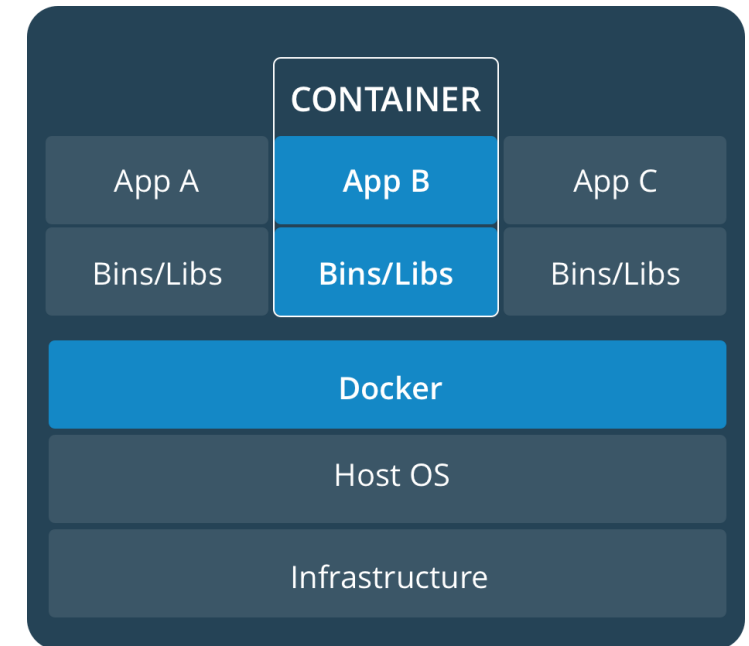 CONTAINER
App A
App B
App C
Bins/Libs
Bins/Libs
Bins/Libs
Docker
Host OS
Infrastructure